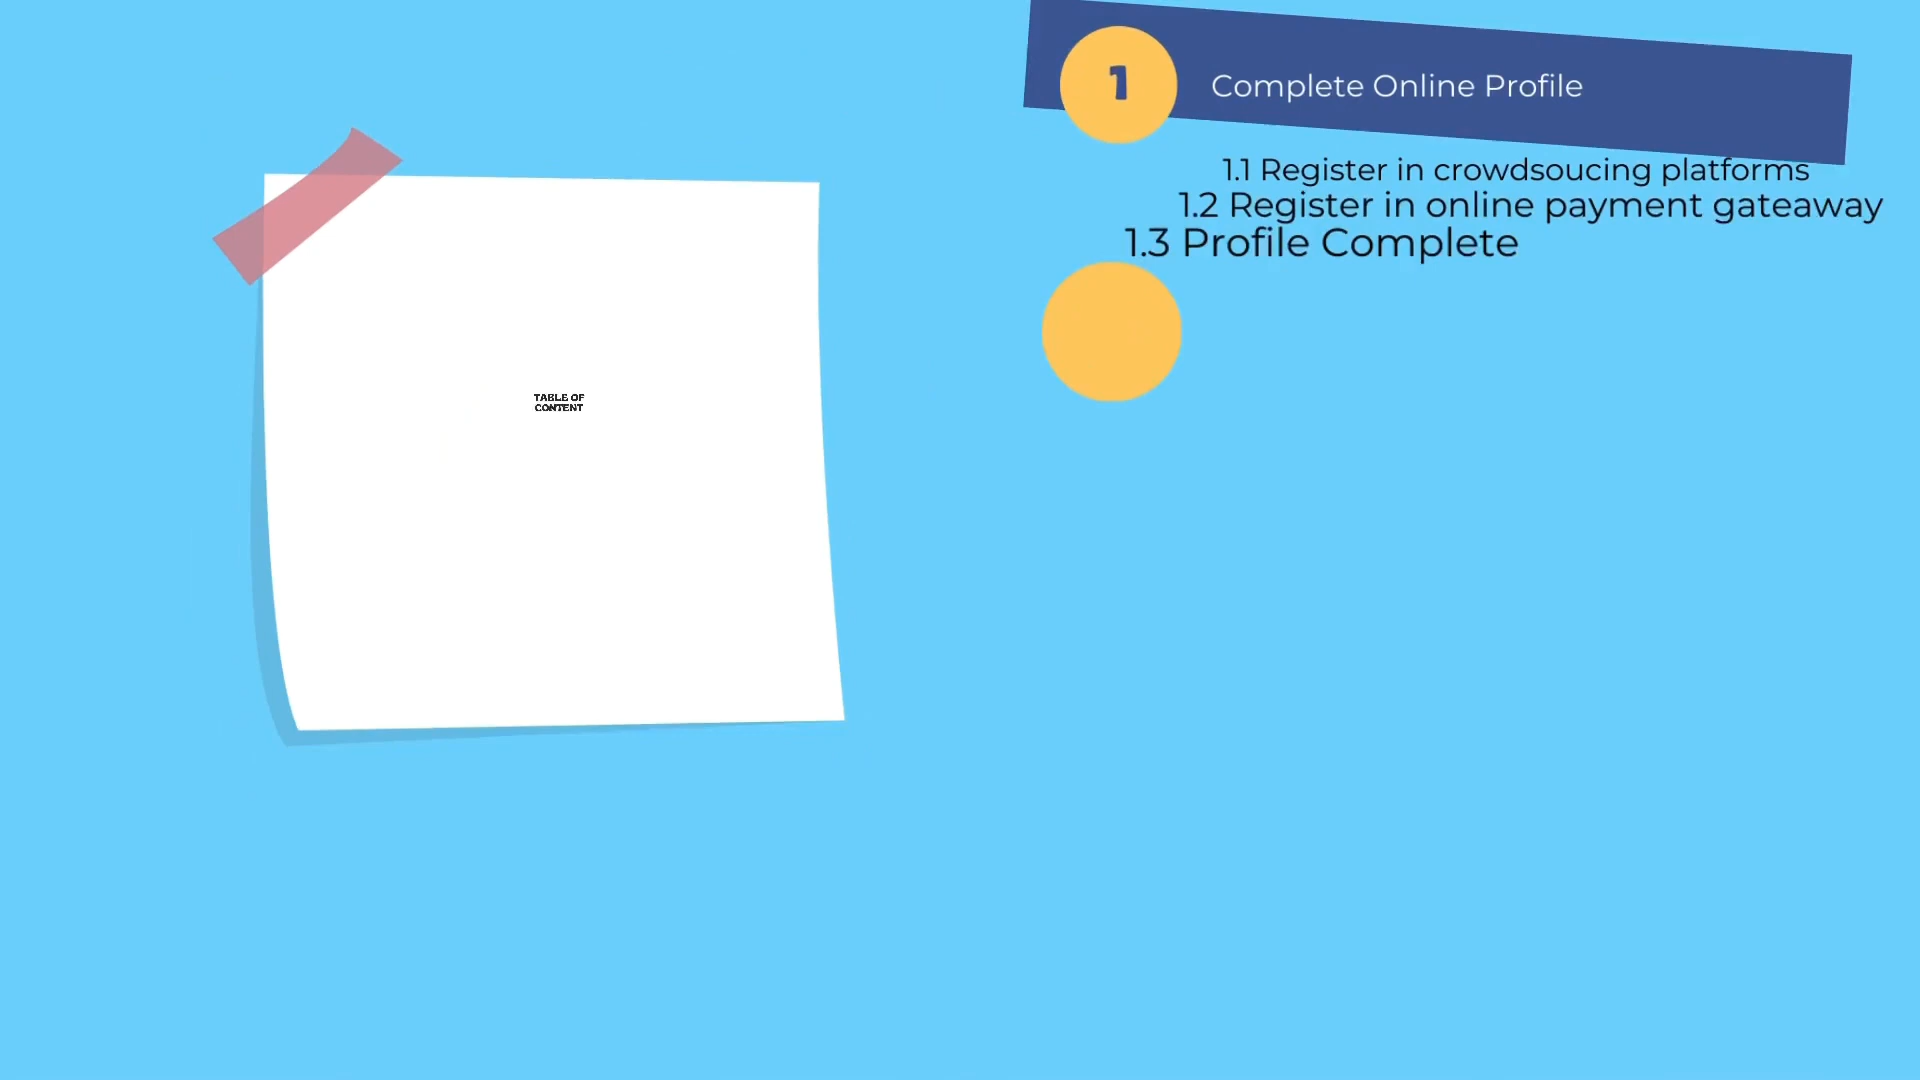 TABLE OF
CONTENT
1
Complete Online Profile
1.1 Register in crowdsoucing platforms
1.2 Register in online payment gateaway
1.3 Profile Complete